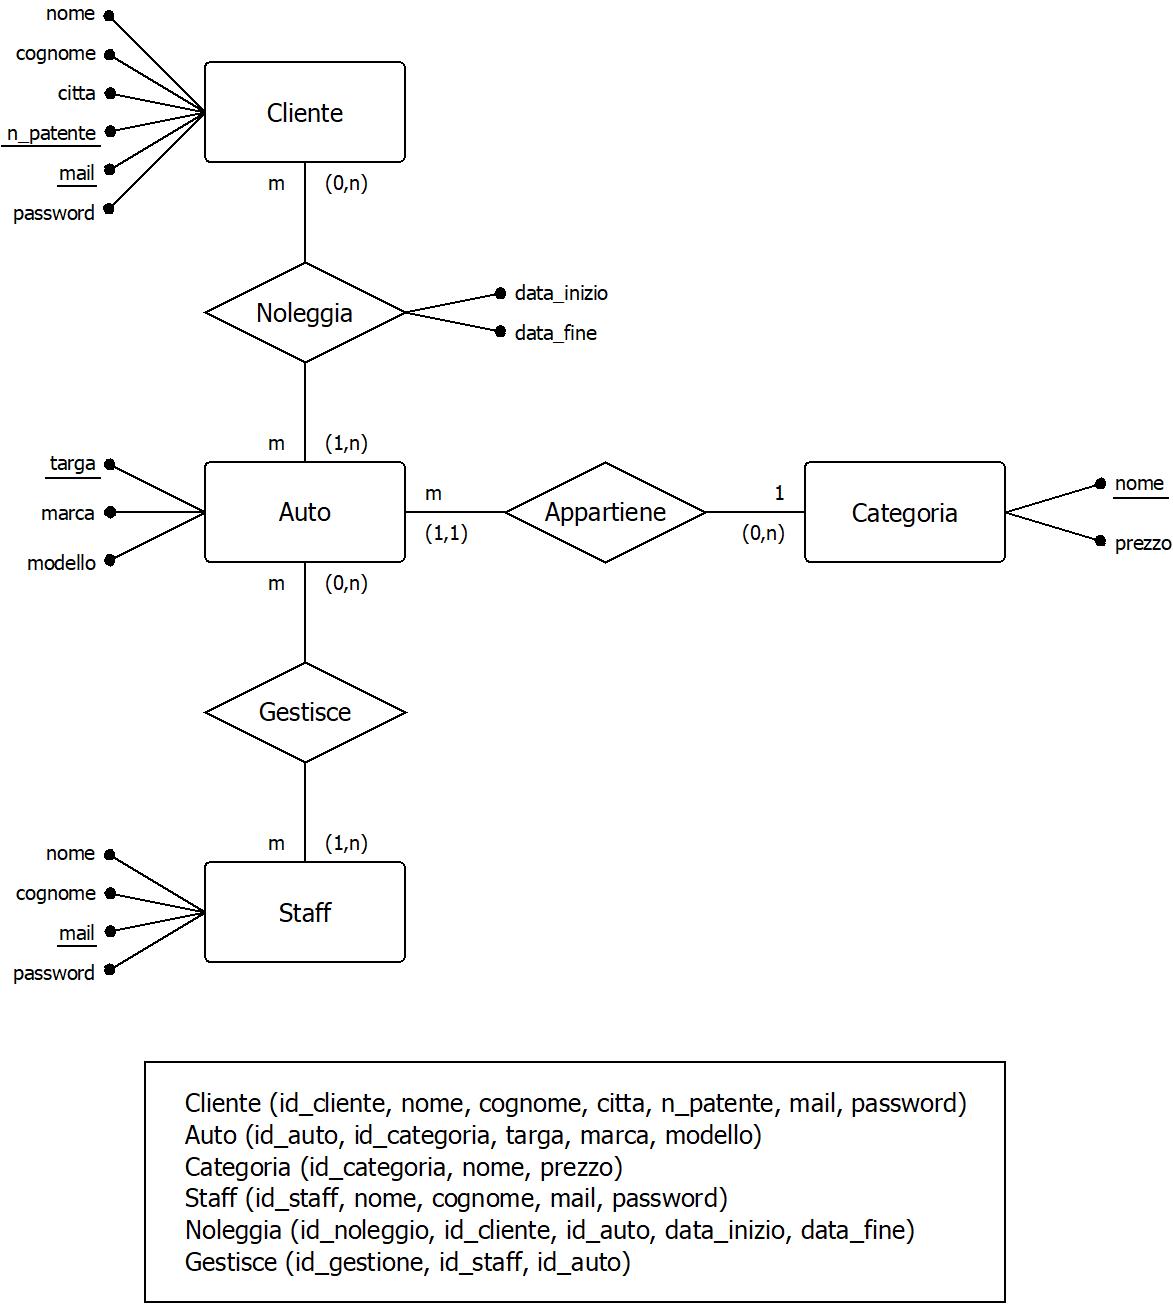 nome
cognome
citta
n_patente
mail
password
Cliente
m (0,n)
Noleggia
data_inizio
data_fine
m (1,n)
targa
marca
modello
Auto
m
(1,1)
Appartiene
1
(0,n)
Categoria
nome
prezzo
m (0,n)
Gestisce
m (1,n)
nome
cognome
mail
password
Staff
Cliente (id_cliente, nome, cognome, citta, n_patente, mail, password)
Auto (id_auto, id_categoria, targa, marca, modello)
Categoria (id_categoria, nome, prezzo)
Staff (id_staff, nome, cognome, mail, password)
Noleggia (id_noleggio, id_cliente, id_auto, data_inizio, data_fine)
Gestisce (id_gestione, id_staff, id_auto)